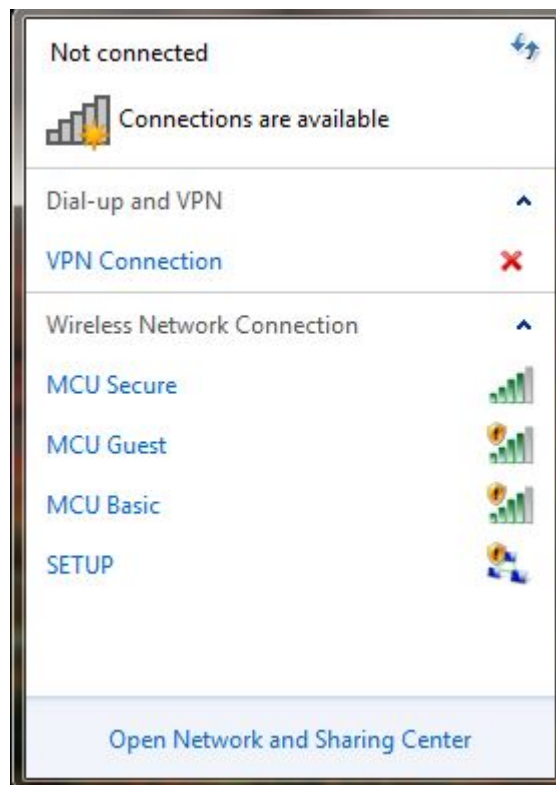 Not connected
Connections are available
Dial-up and VPN
VPN Connection
Wireless Network Connection
MCU Secure
MCU Guest
MCU Basic
SETUP
Open Network and Sharing Center